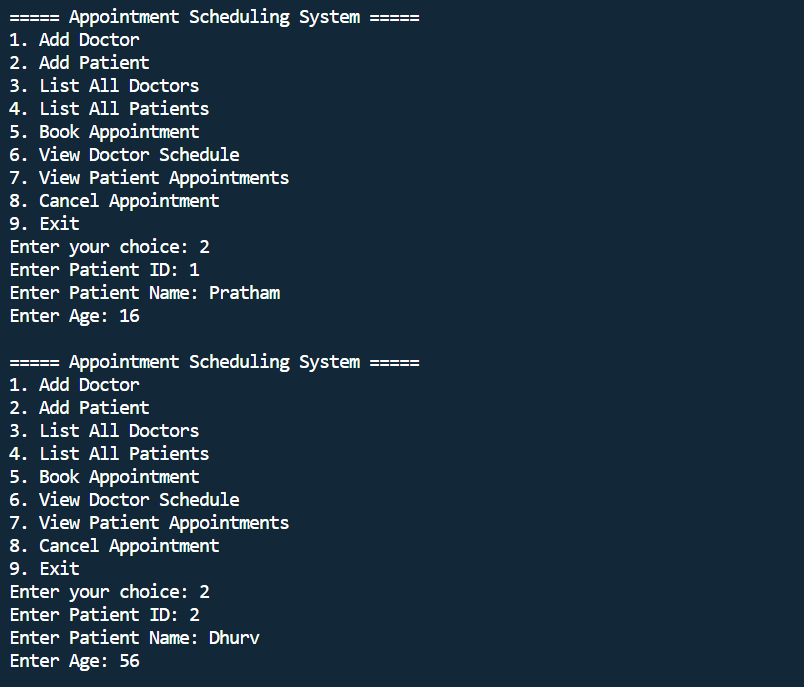 ===== Appointment Scheduling System =====
1. Add Doctor
2. Add Patient
3. List All Doctors
4. List All Patients
5. Book Appointment
6. View Doctor Schedule
7. View Patient Appointments
8. Cancel Appointment
9. Exit
Enter your choice: 2
Enter Patient ID: 1
Enter Patient Name: Pratham
Enter Age: 16

===== Appointment Scheduling System =====
1. Add Doctor
2. Add Patient
3. List All Doctors
4. List All Patients
5. Book Appointment
6. View Doctor Schedule
7. View Patient Appointments
8. Cancel Appointment
9. Exit
Enter your choice: 2
Enter Patient ID: 2
Enter Patient Name: Dhurv
Enter Age: 56